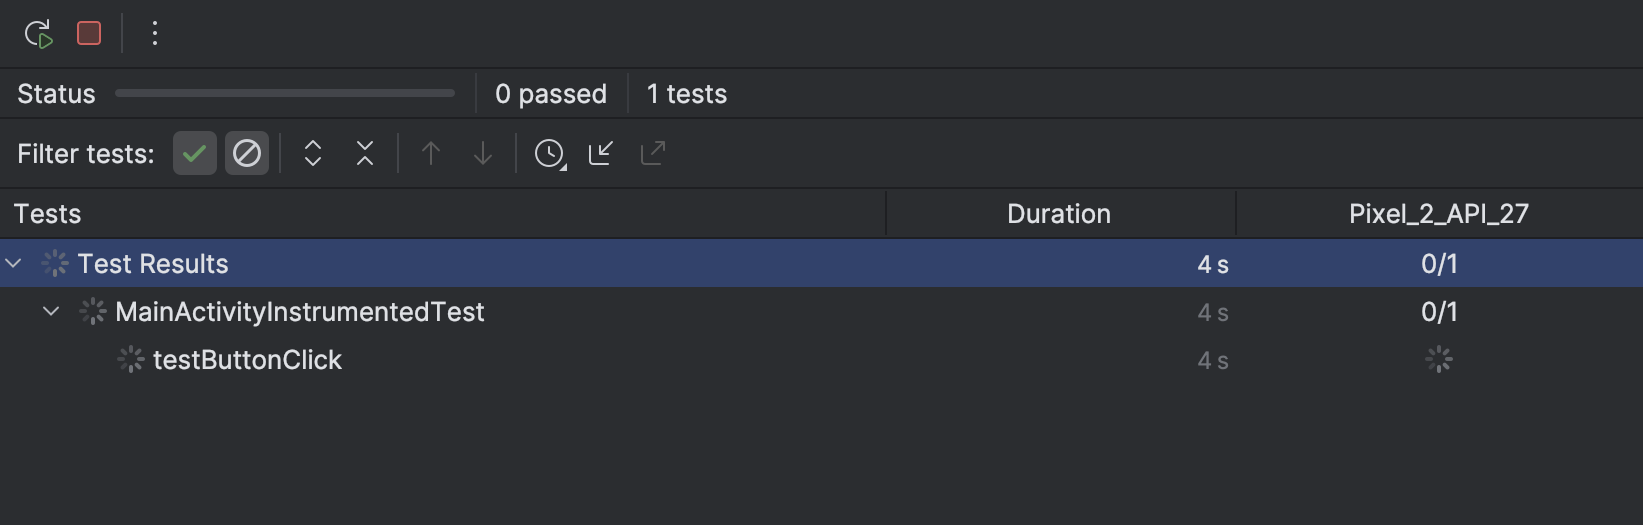 Status 0 passed 1 tests
Filter tests:
Tests Duration Pixel_2_API_27
Test Results 4 s 0/1
MainActivityInstrumentedTest 4 s 0/1
testButtonClick 4 s